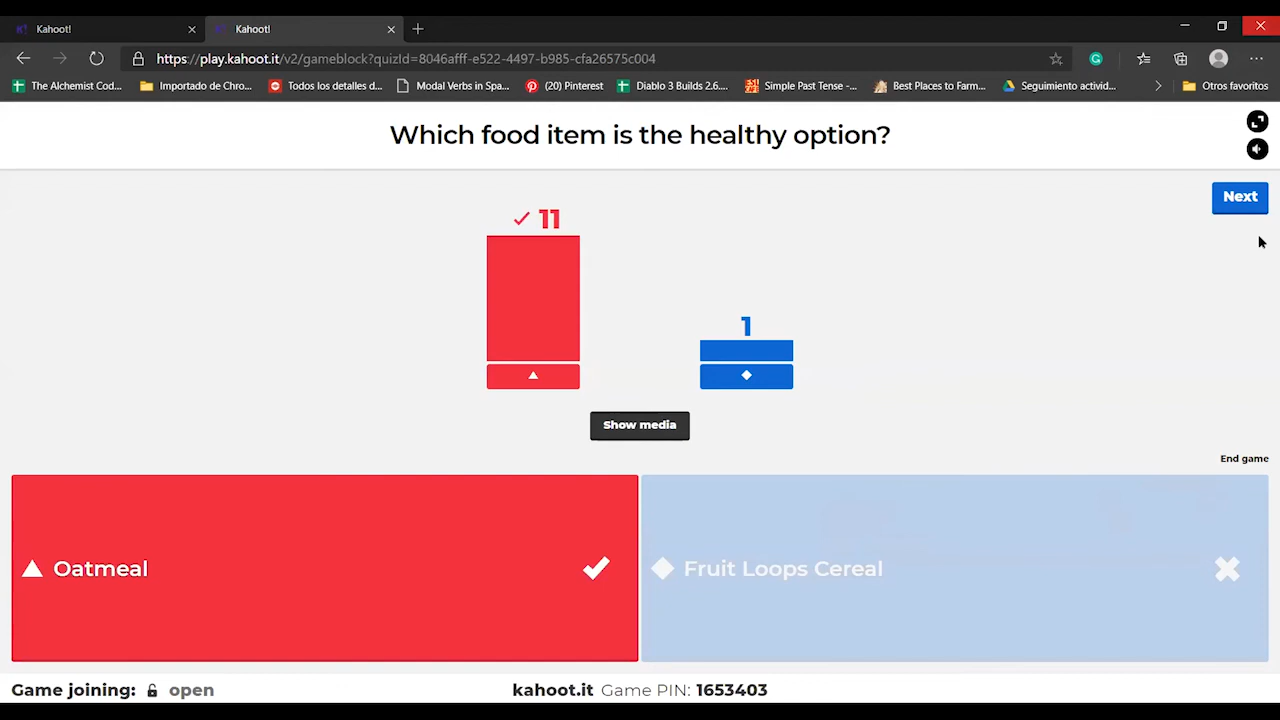 Kahoot!
Kahoot!
https://play.kahoot.it/v2/gameblock?quizId=8046afff-e522-4497-b985-cfa26575c004
The Alchemist Cod... Importado de Chro... Todos los detalles d... Modal Verbs in Spa... (20) Pinterest Diablo 3 Builds 2.6.... Simple Past Tense -... Best Places to Farm... Seguimiento activid... Otros favoritos
Which food item is the healthy option?
Next
11
1
Show media
End game
Oatmeal
Fruit Loops Cereal
Game joining: open
kahoot.it Game PIN: 1653403